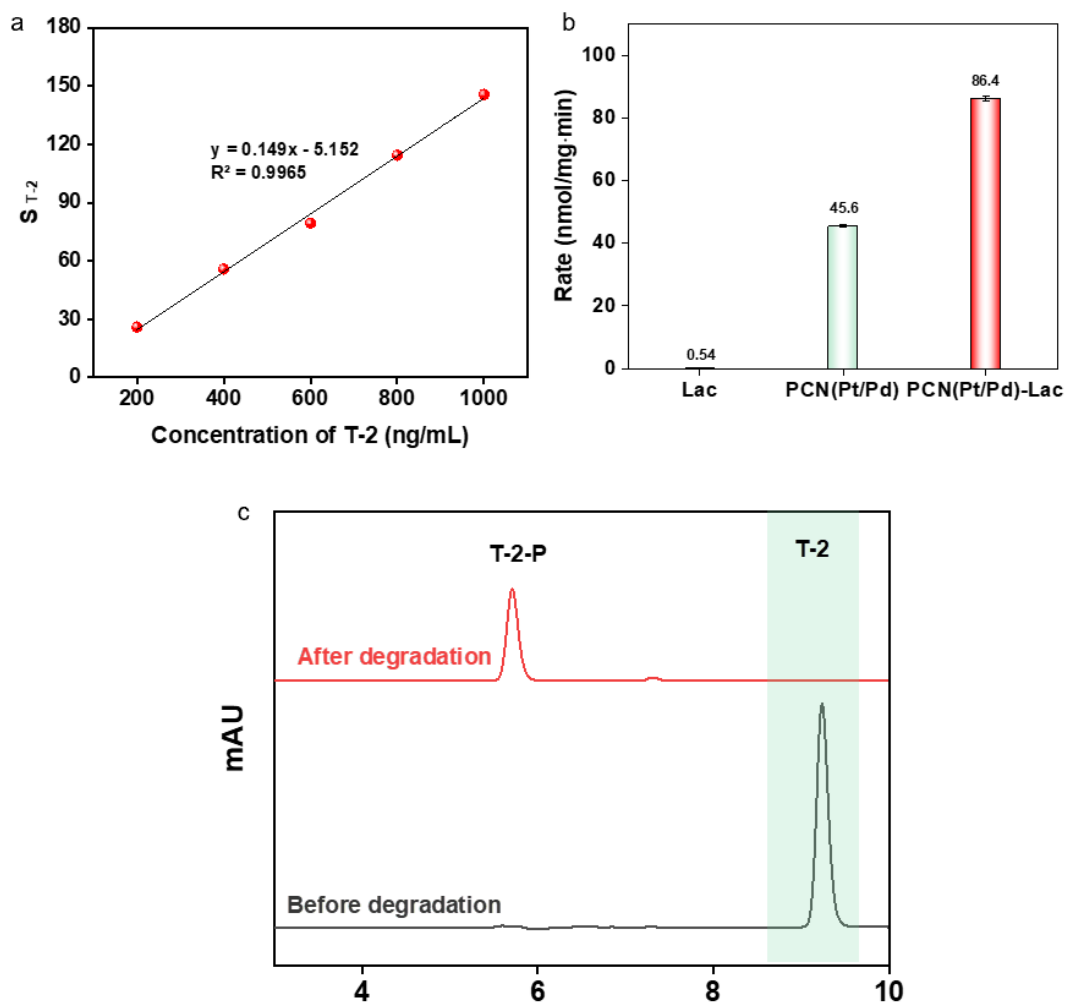 a
180
150
120
90
60
30
0
S T-2
y = 0.149x - 5.152
R² = 0.9965
200 400 600 800 1000
Concentration of T-2 (ng/mL)
b
100
80
60
40
20
0
Rate (nmol/mg·min)
0.54
45.6
86.4
Lac PCN(Pt/Pd) PCN(Pt/Pd)-Lac
c
T-2-P T-2
After degradation
mAU
Before degradation
4 6 8 10